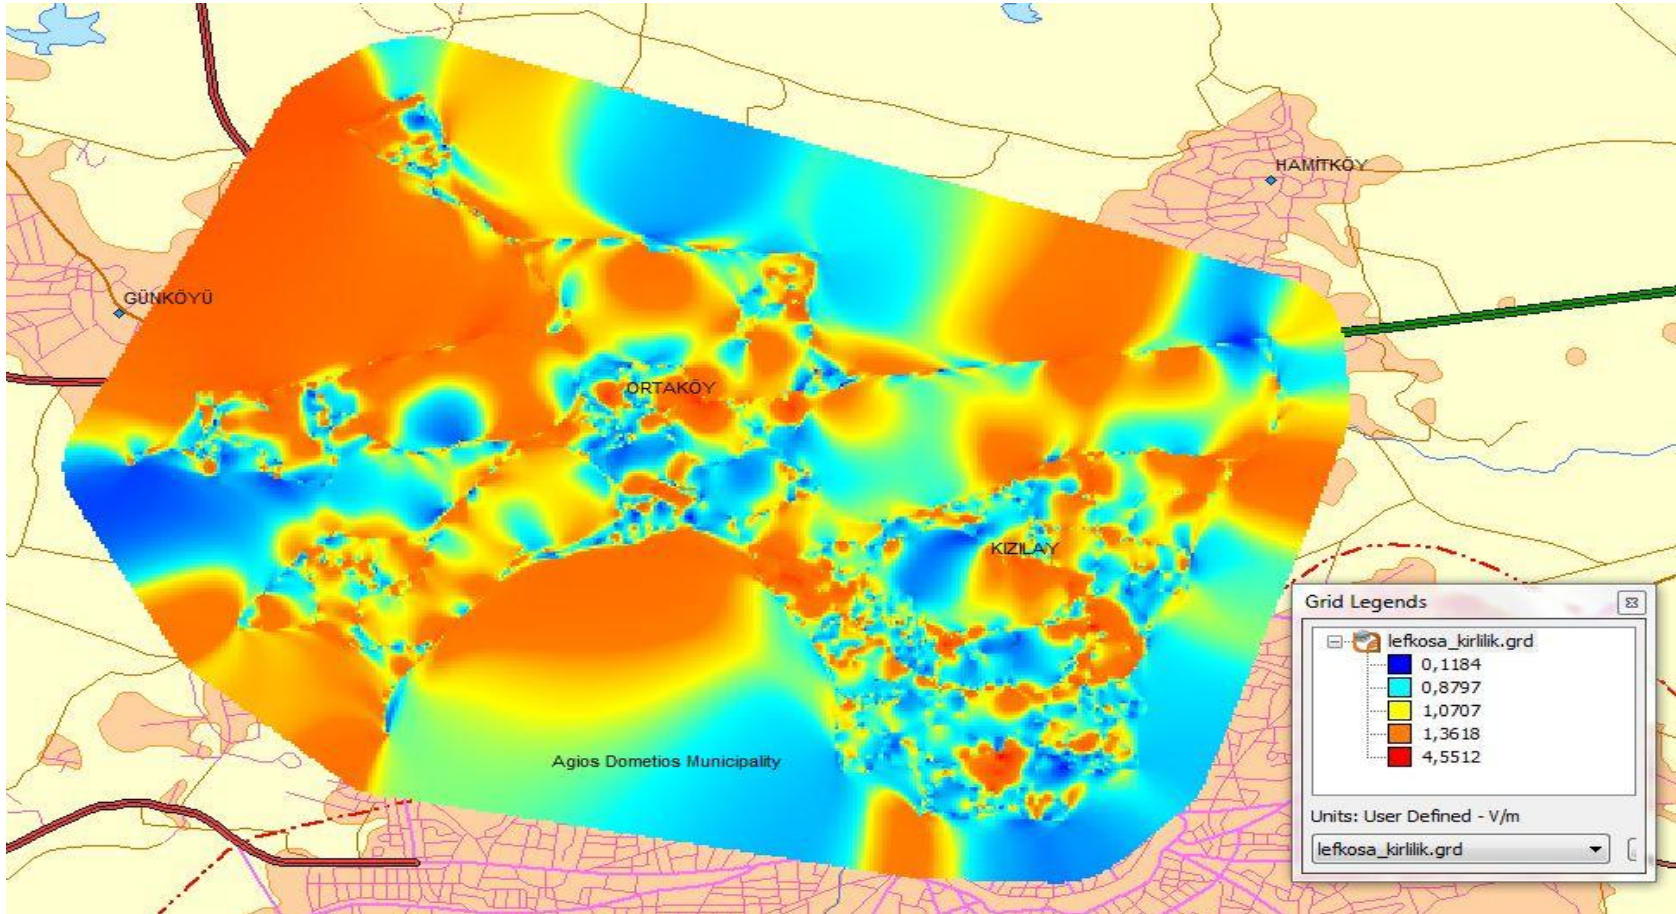 HAMİTKÖY
GÜNKÖYÜ
ORTAKÖY
KIZILAY
Agios Dometios Municipality
Grid Legends
lefkosa_kirlilik.grd
0,1184
0,8797
1,0707
1,3618
4,5512
Units: User Defined - V/m
lefkosa_kirlilik.grd